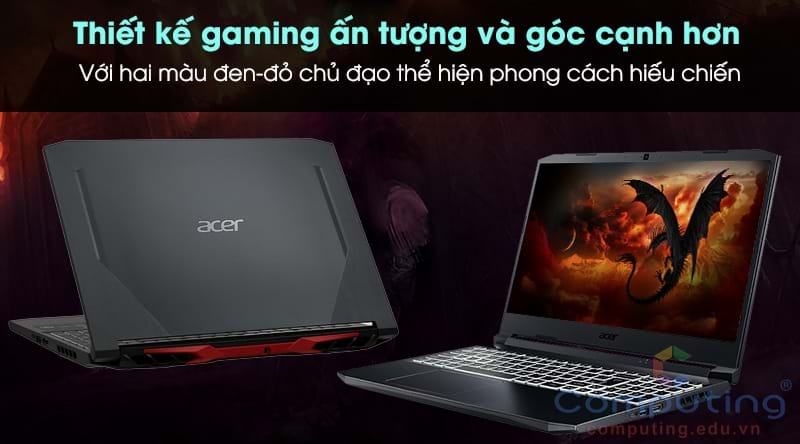 Thiết kế gaming ấn tượng và góc cạnh hơn
Với hai màu đen-đỏ chủ đạo thể hiện phong cách hiếu chiến
acer
acer
Computing®
computing.edu.vn